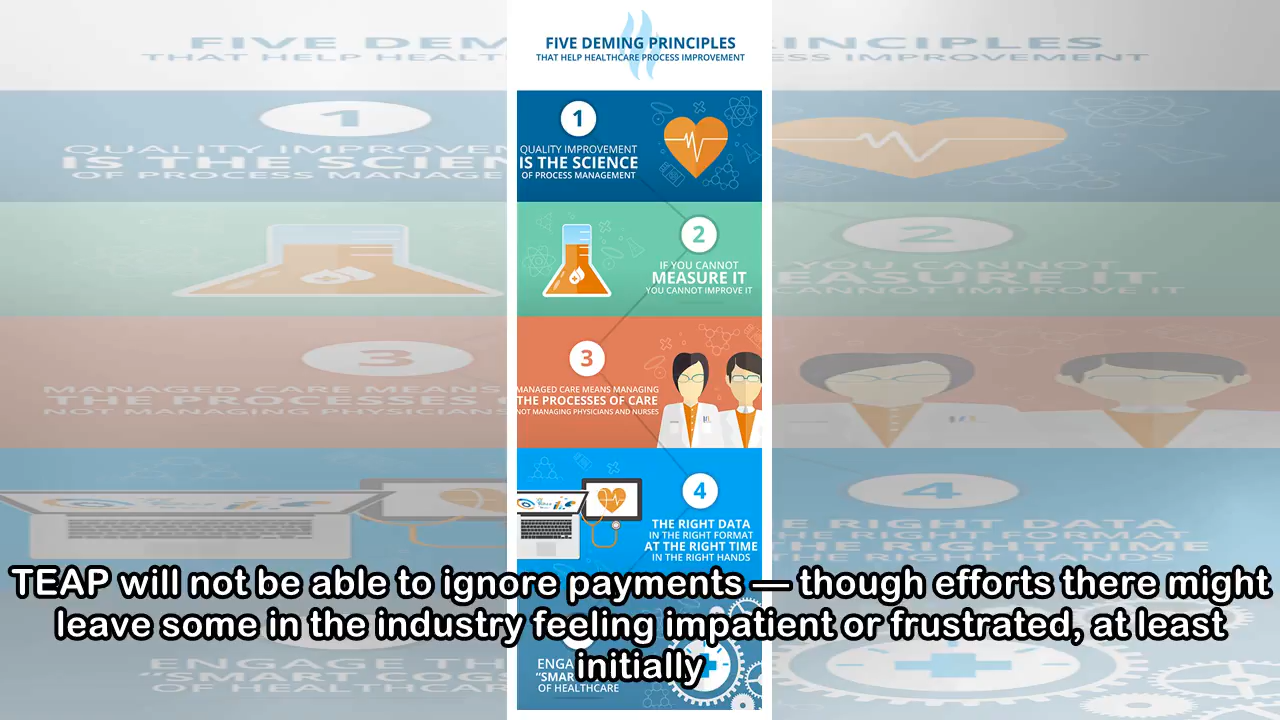 FIVE DEMING PRINCIPLES
THAT HELP HEALTHCARE PROCESS IMPROVEMENT
1
QUALITY IMPROVEMENT
IS THE SCIENCE
OF PROCESS MANAGEMENT
2
IF YOU CANNOT
MEASURE IT
YOU CANNOT IMPROVE IT
3
MANAGED CARE MEANS MANAGING
THE PROCESSES OF CARE
NOT MANAGING PHYSICIANS AND NURSES
4
THE RIGHT DATA
IN THE RIGHT FORMAT
AT THE RIGHT TIME
IN THE RIGHT HANDS
ENGAGE THE
"SMART COGS"
OF HEALTHCARE
TEAP will not be able to ignore payments — though efforts there might
leave some in the industry feeling impatient or frustrated, at least
initially